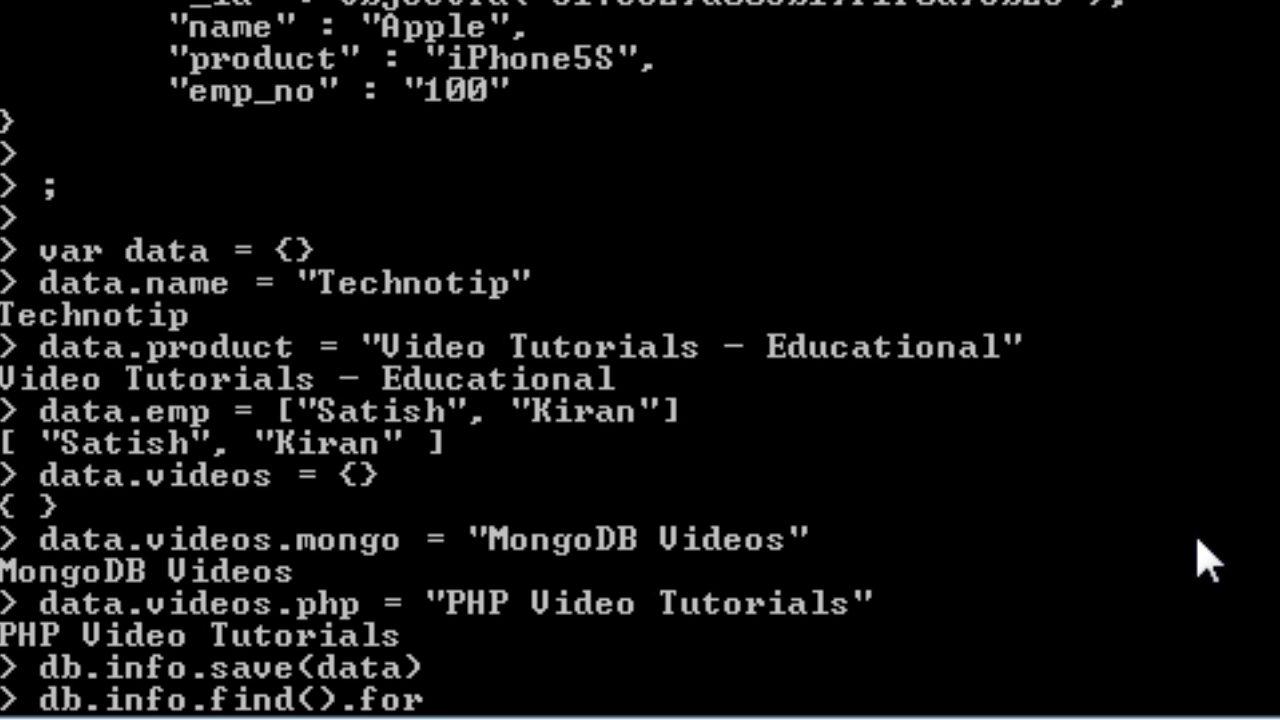 "name" : "Apple",
"product" : "iPhone5S",
"emp_no" : "100"
}
>
> ;
>
> var data = {}
> data.name = "Technotip"
Technotip
> data.product = "Video Tutorials - Educational"
Video Tutorials - Educational
> data.emp = ["Satish", "Kiran"]
[ "Satish", "Kiran" ]
> data.videos = {}
{ }
> data.videos.mongo = "MongoDB Videos"
MongoDB Videos
> data.videos.php = "PHP Video Tutorials"
PHP Video Tutorials
> db.info.save(data)
> db.info.find().for